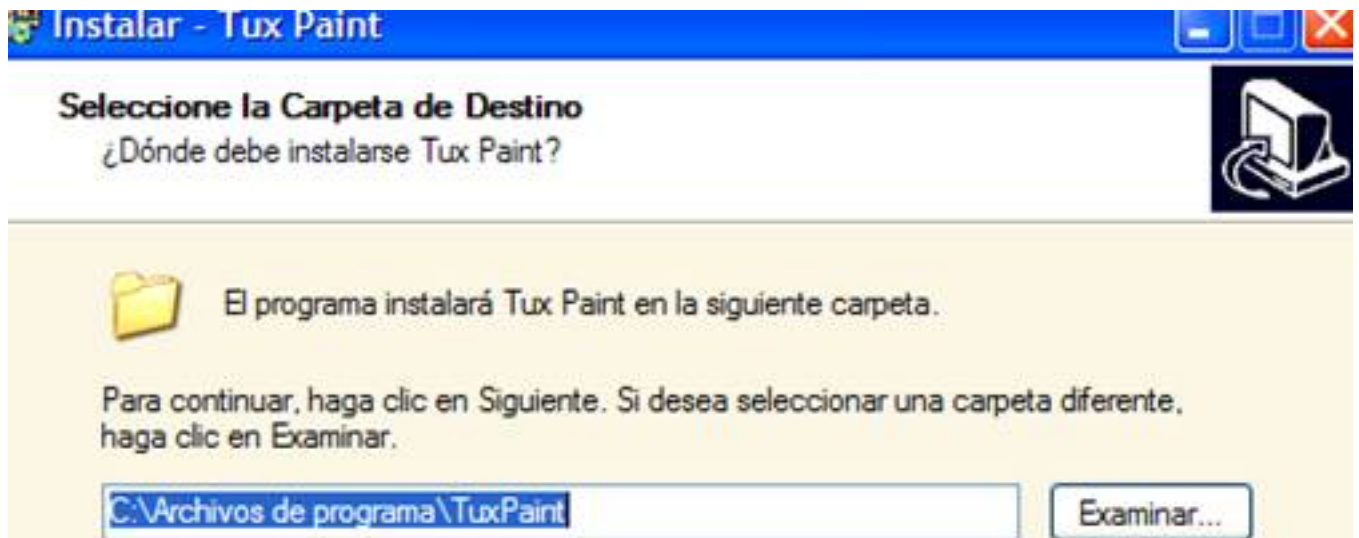 Instalar - Tux Paint
Seleccione la Carpeta de Destino
¿Dónde debe instalarse Tux Paint?
El programa instalará Tux Paint en la siguiente carpeta.
Para continuar, haga clic en Siguiente. Si desea seleccionar una carpeta diferente,
haga clic en Examinar.
C:\Archivos de programa\TuxPaint
Examinar...